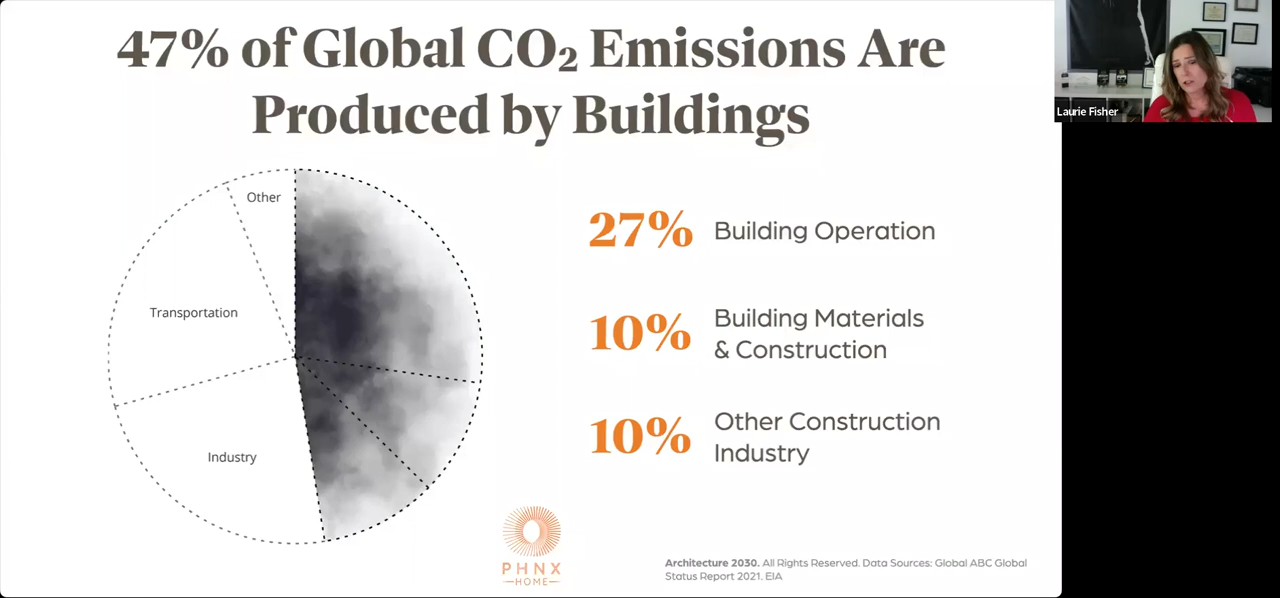 47% of Global CO₂ Emissions Are
Produced by Buildings
Other
Transportation
Industry
27% Building Operation
10% Building Materials
& Construction
10% Other Construction
Industry
PHNX
HOME
Architecture 2030. All Rights Reserved. Data Sources: Global ABC Global
Status Report 2021. EIA
Laurie Fisher